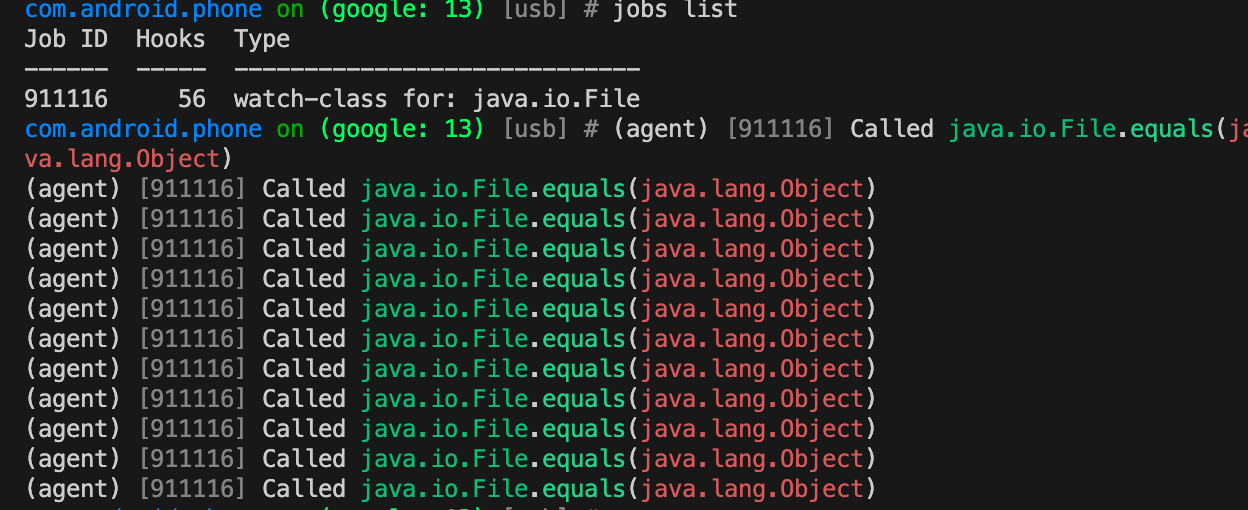 com.android.phone on (google: 13) [usb] # jobs list
Job ID  Hooks  Type
------  -----  -----------------------------
911116     56  watch-class for: java.io.File
com.android.phone on (google: 13) [usb] # (agent) [911116] Called java.io.File.equals(ja
va.lang.Object)
(agent) [911116] Called java.io.File.equals(java.lang.Object)
(agent) [911116] Called java.io.File.equals(java.lang.Object)
(agent) [911116] Called java.io.File.equals(java.lang.Object)
(agent) [911116] Called java.io.File.equals(java.lang.Object)
(agent) [911116] Called java.io.File.equals(java.lang.Object)
(agent) [911116] Called java.io.File.equals(java.lang.Object)
(agent) [911116] Called java.io.File.equals(java.lang.Object)
(agent) [911116] Called java.io.File.equals(java.lang.Object)
(agent) [911116] Called java.io.File.equals(java.lang.Object)
(agent) [911116] Called java.io.File.equals(java.lang.Object)
(agent) [911116] Called java.io.File.equals(java.lang.Object)